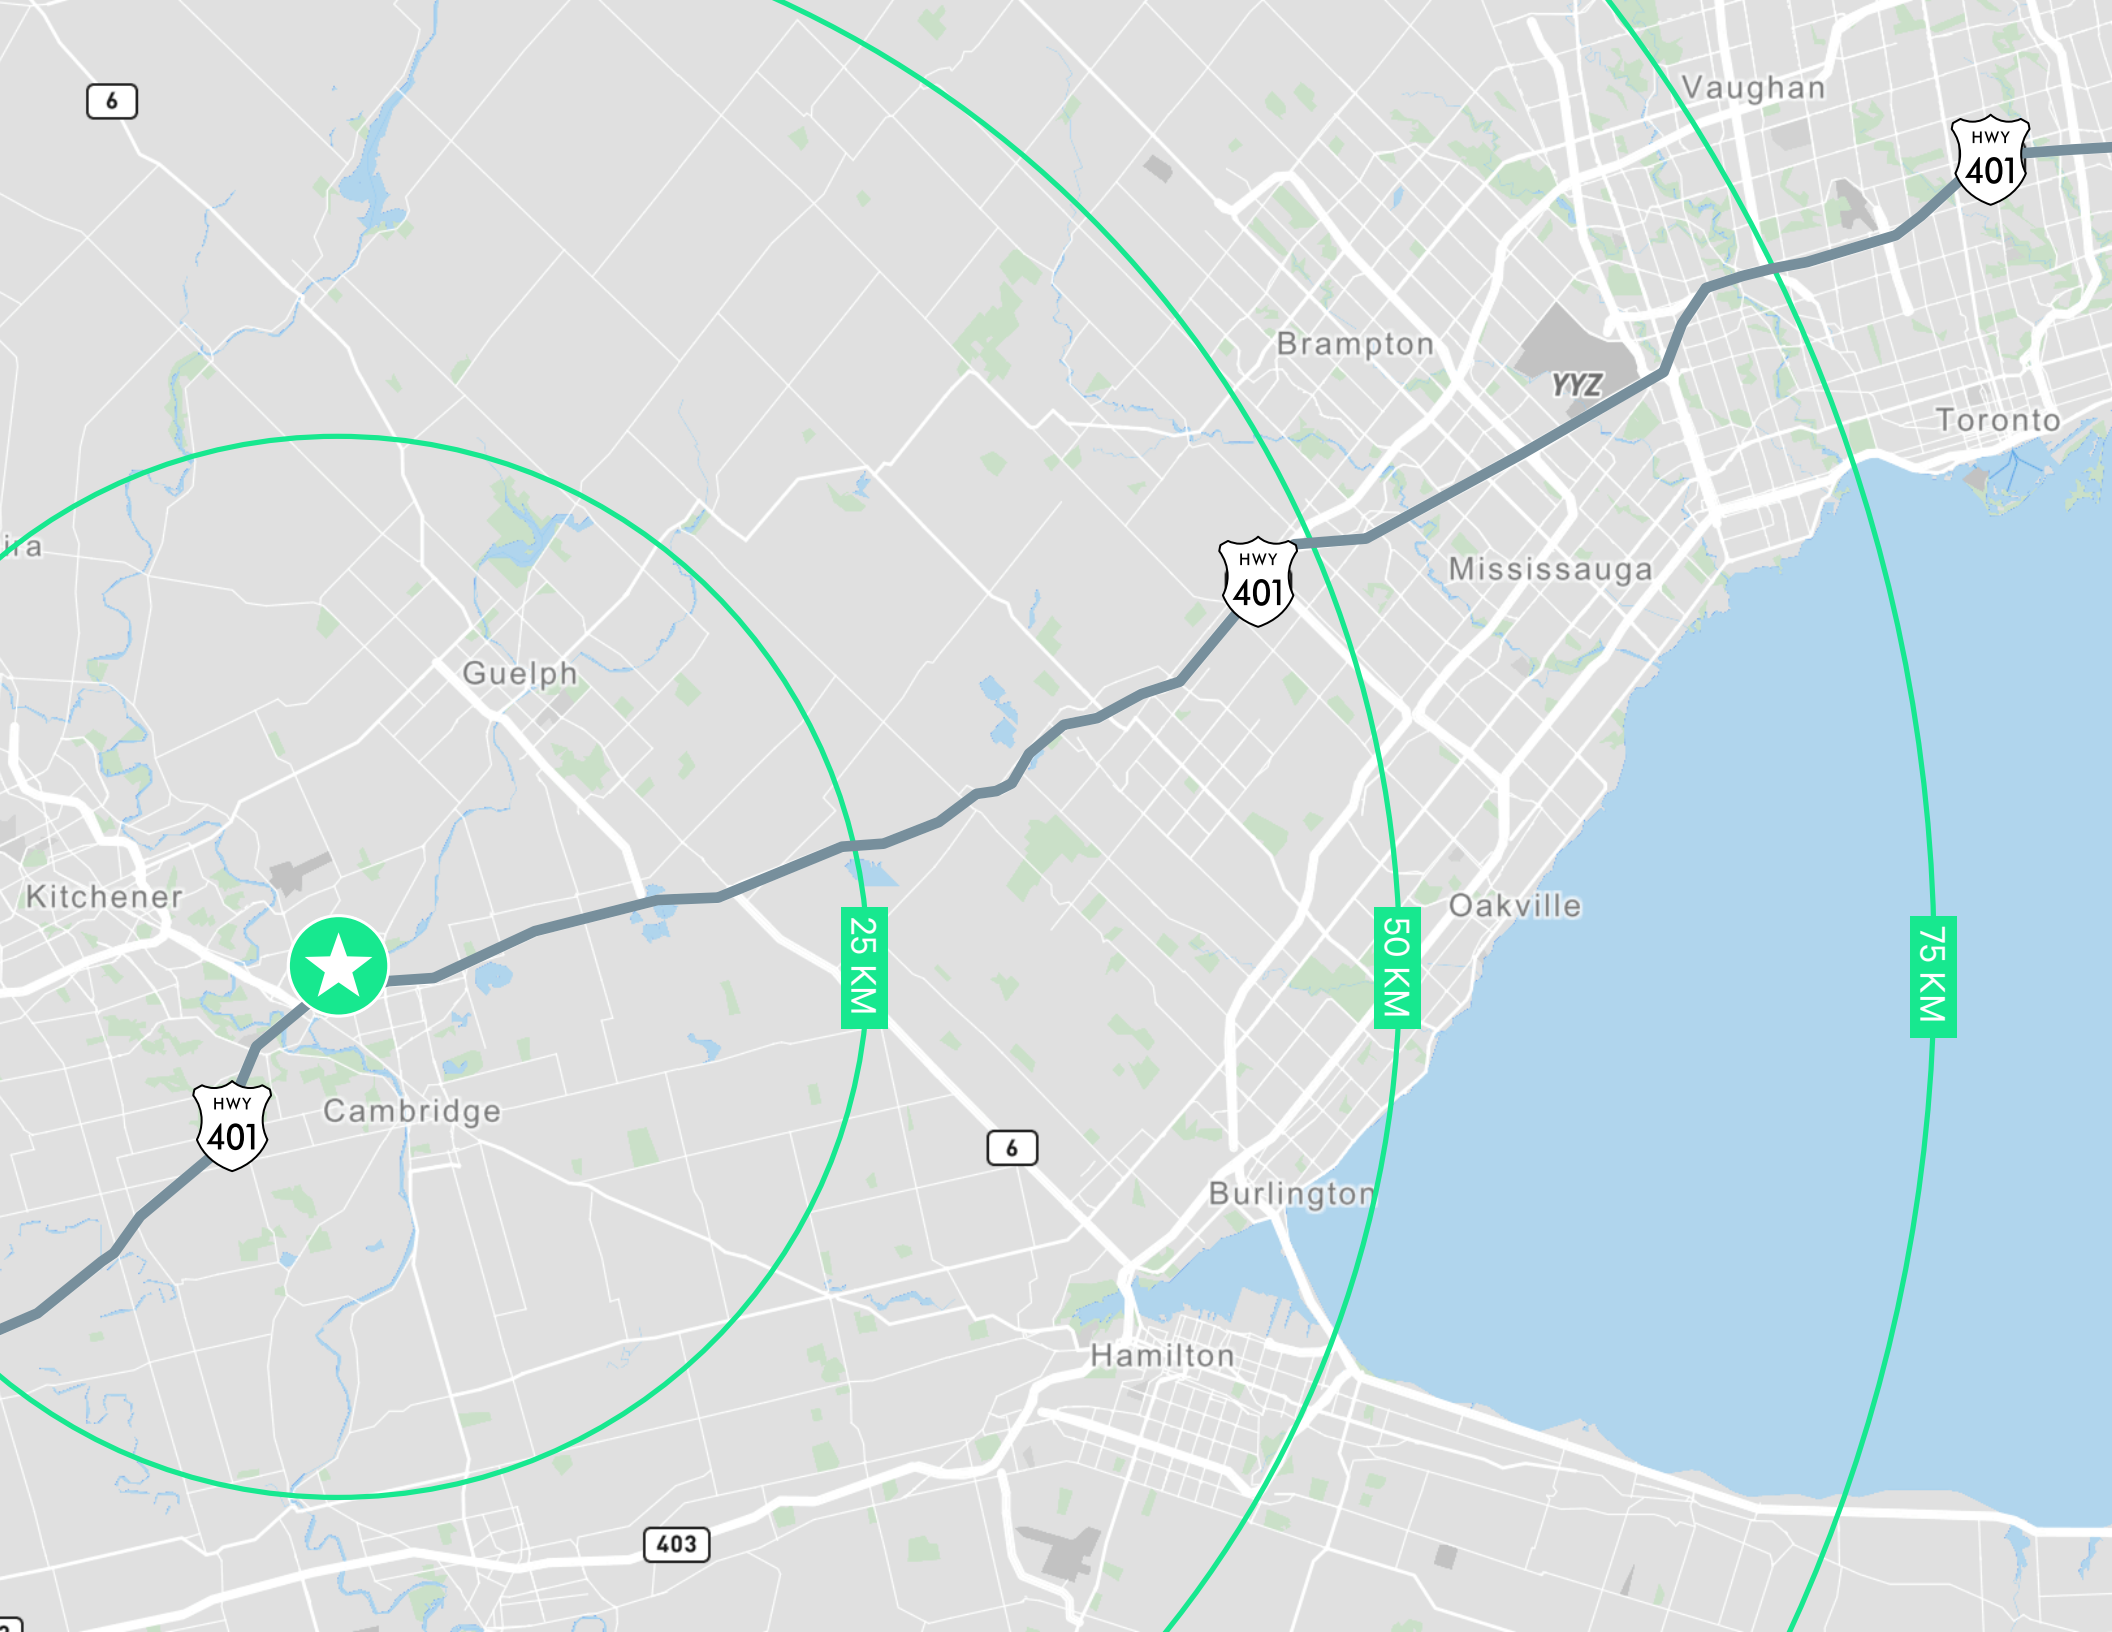 Vaughan
6
HWY
401
Brampton
YYZ
Toronto
ira
HWY
401
Mississauga
Guelph
Kitchener
Oakville
25 KM
50 KM
75 KM
HWY
401
Cambridge
6
Burlington
Hamilton
403